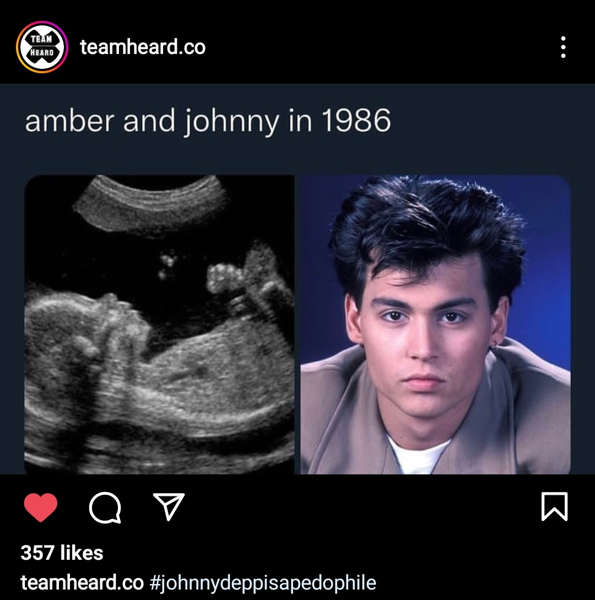 TEAM
HEARD
teamheard.co
amber and johnny in 1986
357 likes
teamheard.co #johnnydeppisapedophile